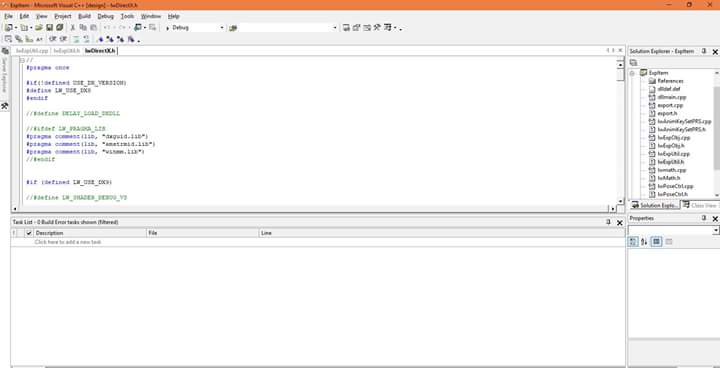 ExpItem - Microsoft Visual C++ [design] - lwDirectX.h
File Edit View Project Build Debug Tools Window Help
Debug
lwExpUtil.cpp lwExpUtil.h lwDirectX.h
Server Explorer
//
#pragma once
#if(!defined USE_DX_VERSION)
#define LW_USE_DX8
#endif
//#define DELAY_LOAD_DXDLL
//#ifdef LW_PRAGMA_LIB
#pragma comment(lib, "dxguid.lib")
#pragma comment(lib, "amstrmid.lib")
#pragma comment(lib, "winmm.lib")
//#endif
#if (defined LW_USE_DX9)
//#define LW_SHADER_DEBUG_VS
Solution Explorer - ExpItem
ExpItem
References
dlldef.def
dllmain.cpp
export.cpp
export.h
lwAnimKeySetPRS.cpp
lwAnimKeySetPRS.h
lwExpObj.cpp
lwExpObj.h
lwExpUtil.cpp
lwExpUtil.h
lwmath.cpp
lwMath.h
lwPoseCtrl.cpp
lwPoseCtrl.h
Solution Explo... Class View
Task List - 0 Build Error tasks shown (filtered)
! Description File Line
Click here to add a new task
Properties